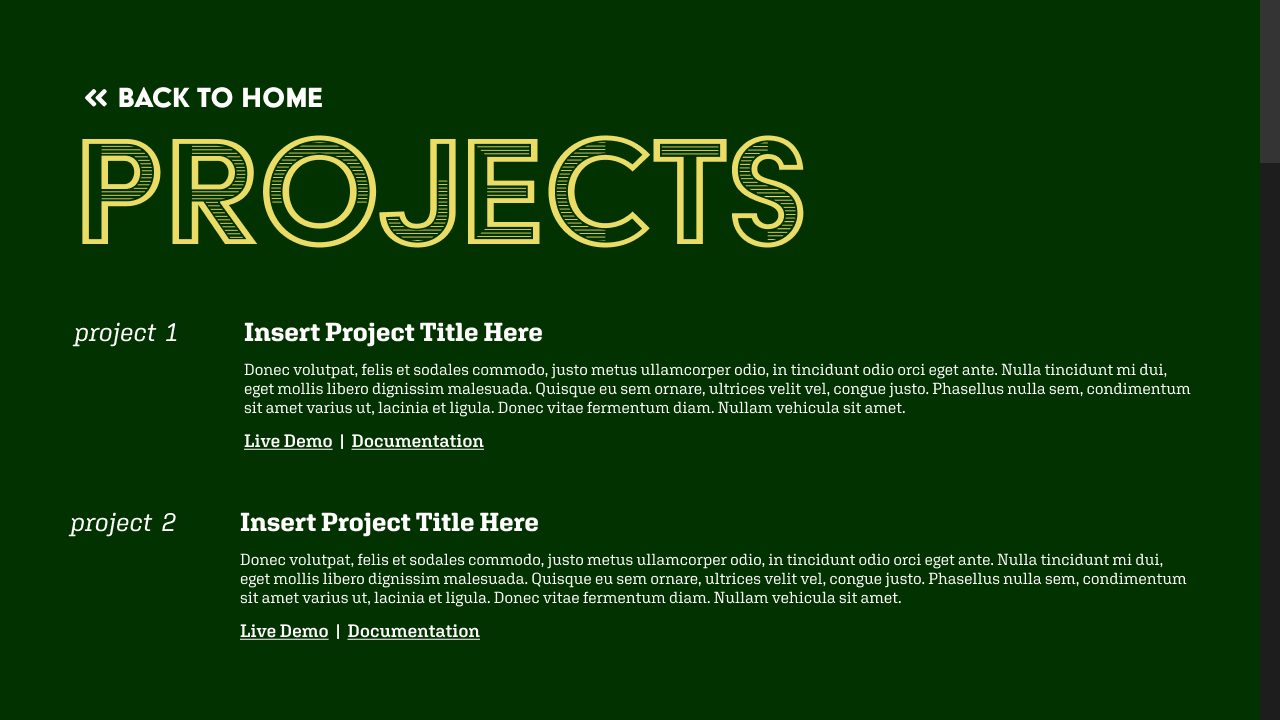 « BACK TO HOME
PROJECTS
project 1
Insert Project Title Here
Donec volutpat, felis et sodales commodo, justo metus ullamcorper odio, in tincidunt odio orci eget ante. Nulla tincidunt mi dui,
eget mollis libero dignissim malesuada. Quisque eu sem ornare, ultrices velit vel, congue justo. Phasellus nulla sem, condimentum
sit amet varius ut, lacinia et ligula. Donec vitae fermentum diam. Nullam vehicula sit amet.
Live Demo | Documentation
project 2
Insert Project Title Here
Donec volutpat, felis et sodales commodo, justo metus ullamcorper odio, in tincidunt odio orci eget ante. Nulla tincidunt mi dui,
eget mollis libero dignissim malesuada. Quisque eu sem ornare, ultrices velit vel, congue justo. Phasellus nulla sem, condimentum
sit amet varius ut, lacinia et ligula. Donec vitae fermentum diam. Nullam vehicula sit amet.
Live Demo | Documentation